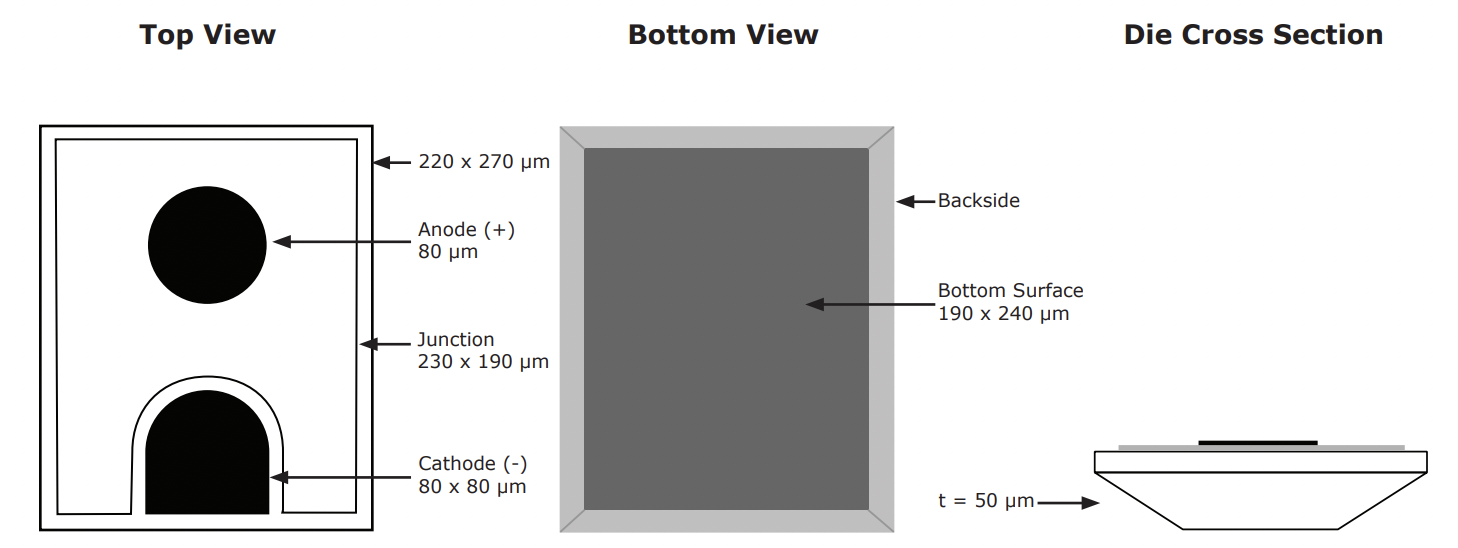 Top View
Bottom View
Die Cross Section
220 x 270 μm
Anode (+)
80 μm
Junction
230 x 190 μm
Cathode (-)
80 x 80 μm
Backside
Bottom Surface
190 x 240 μm
t = 50 μm